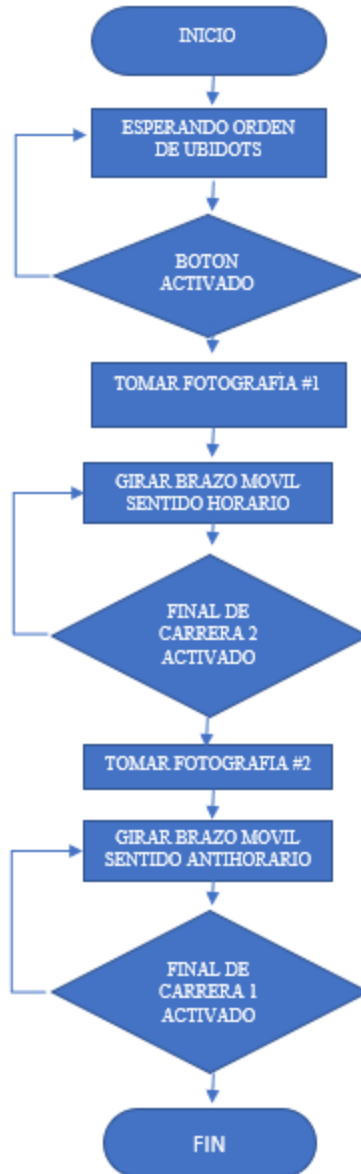 INICIO
ESPERANDO ORDEN
DE UBIDOTS
BOTON
ACTIVADO
TOMAR FOTOGRAFÍA #1
GIRAR BRAZO MOVIL
SENTIDO HORARIO
FINAL DE
CARRERA 2
ACTIVADO
TOMAR FOTOGRAFIA #2
GIRAR BRAZO MOVIL
SENTIDO ANTIHORARIO
FINAL DE
CARRERA 1
ACTIVADO
FIN